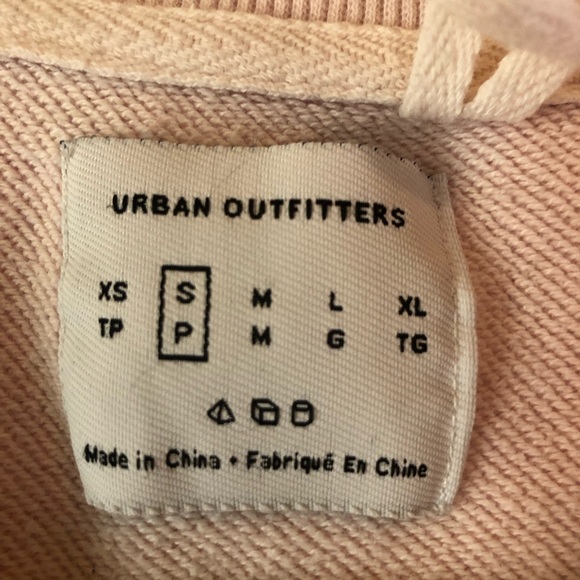 URBAN OUTFITTERS
XS S M L XL
TP P M G TG
Made in China • Fabriqué En Chine